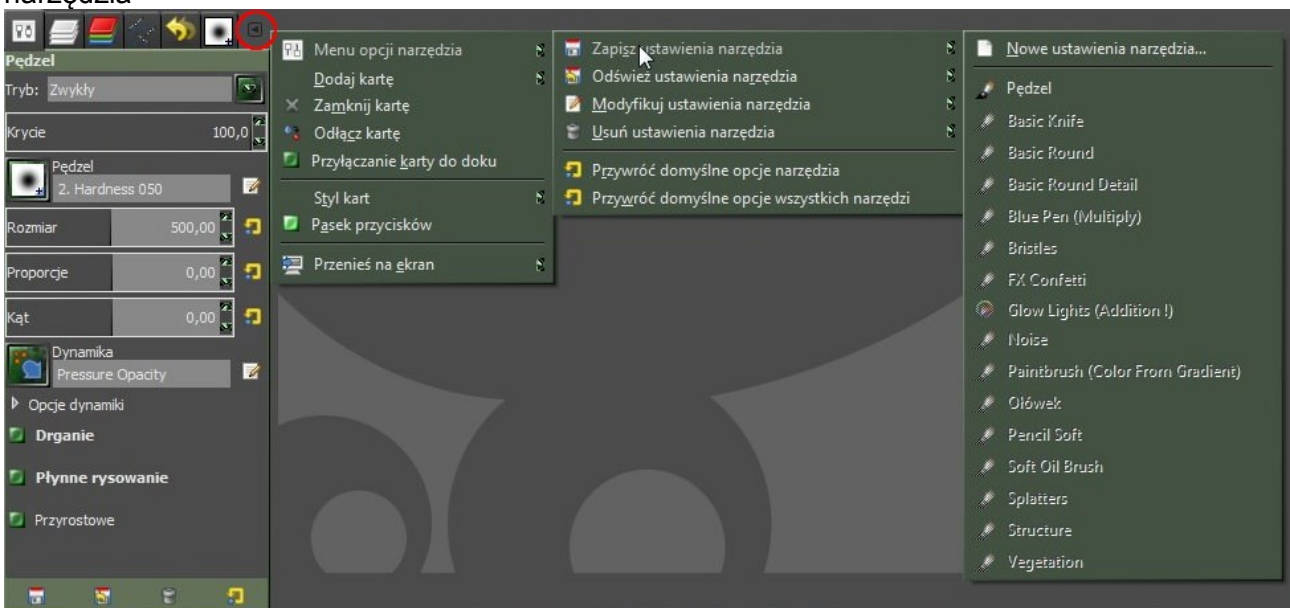 narzędzia
Pędzel
Tryb: Zwykły
Krycie 100,0
Pędzel
2. Hardness 050
Rozmiar 500,00
Proporcje 0,00
Kąt 0,00
Dynamika
Pressure Opacity
Opcje dynamiki
Drganie
Płynne rysowanie
Przyrostowe
Menu opcji narzędzia
Dodaj kartę
Zamknij kartę
Odłącz kartę
Przyłączanie karty do doku
Styl kart
Pasek przycisków
Przenieś na ekran
Zapisz ustawienia narzędzia
Odśwież ustawienia narzędzia
Modyfikuj ustawienia narzędzia
Usuń ustawienia narzędzia
Przywróć domyślne opcje narzędzia
Przywróć domyślne opcje wszystkich narzędzi
Nowe ustawienia narzędzia...
Pędzel
Basic Knife
Basic Round
Basic Round Detail
Blue Pen (Multiply)
Bristles
FX Confetti
Glow Lights (Addition !)
Noise
Paintbrush (Color From Gradient)
Ołówek
Pencil Soft
Soft Oil Brush
Splatters
Structure
Vegetation